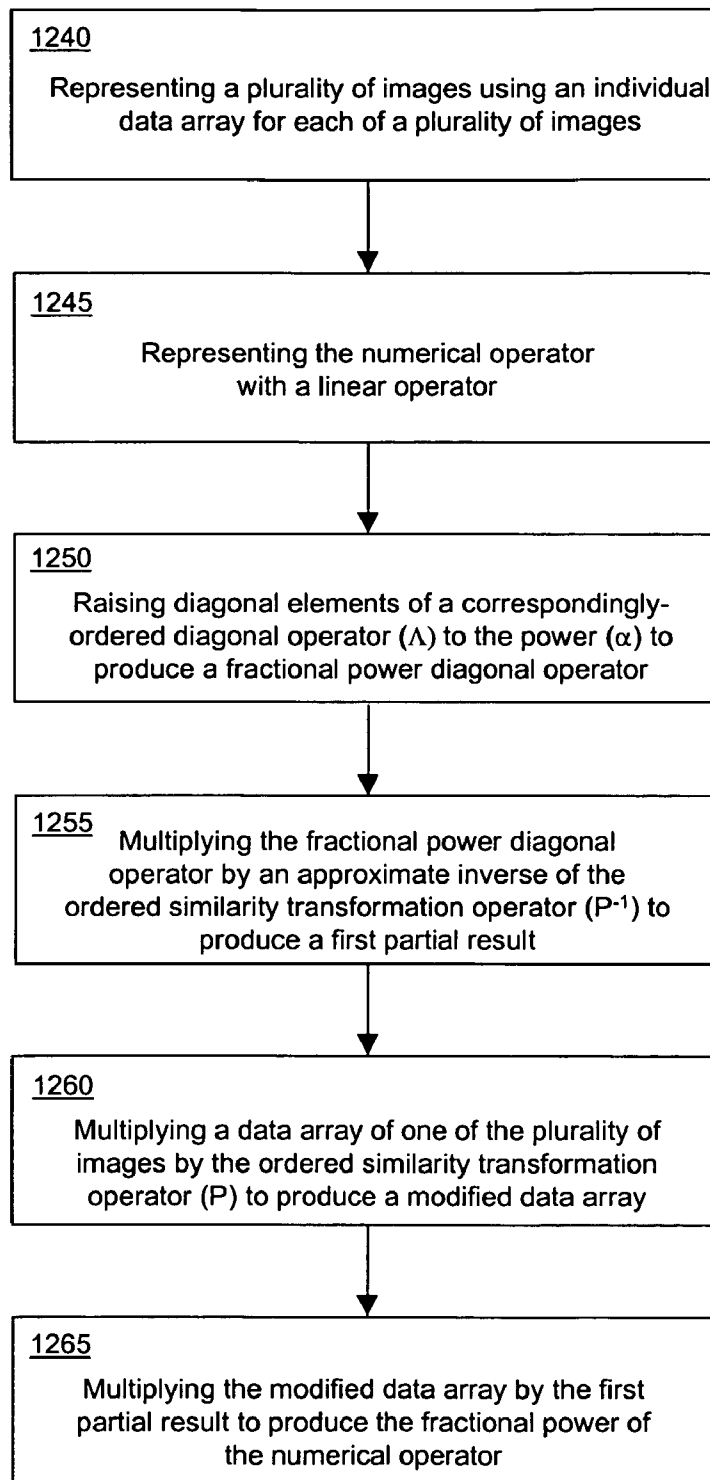 1240
Representing a plurality of images using an individual
data array for each of a plurality of images
1245
Representing the numerical operator
with a linear operator
1250
Raising diagonal elements of a correspondingly-
ordered diagonal operator (Λ) to the power (α) to
produce a fractional power diagonal operator
1255
Multiplying the fractional power diagonal
operator by an approximate inverse of the
ordered similarity transformation operator (P⁻¹) to
produce a first partial result
1260
Multiplying a data array of one of the plurality of
images by the ordered similarity transformation
operator (P) to produce a modified data array
1265
Multiplying the modified data array by the first
partial result to produce the fractional power of
the numerical operator